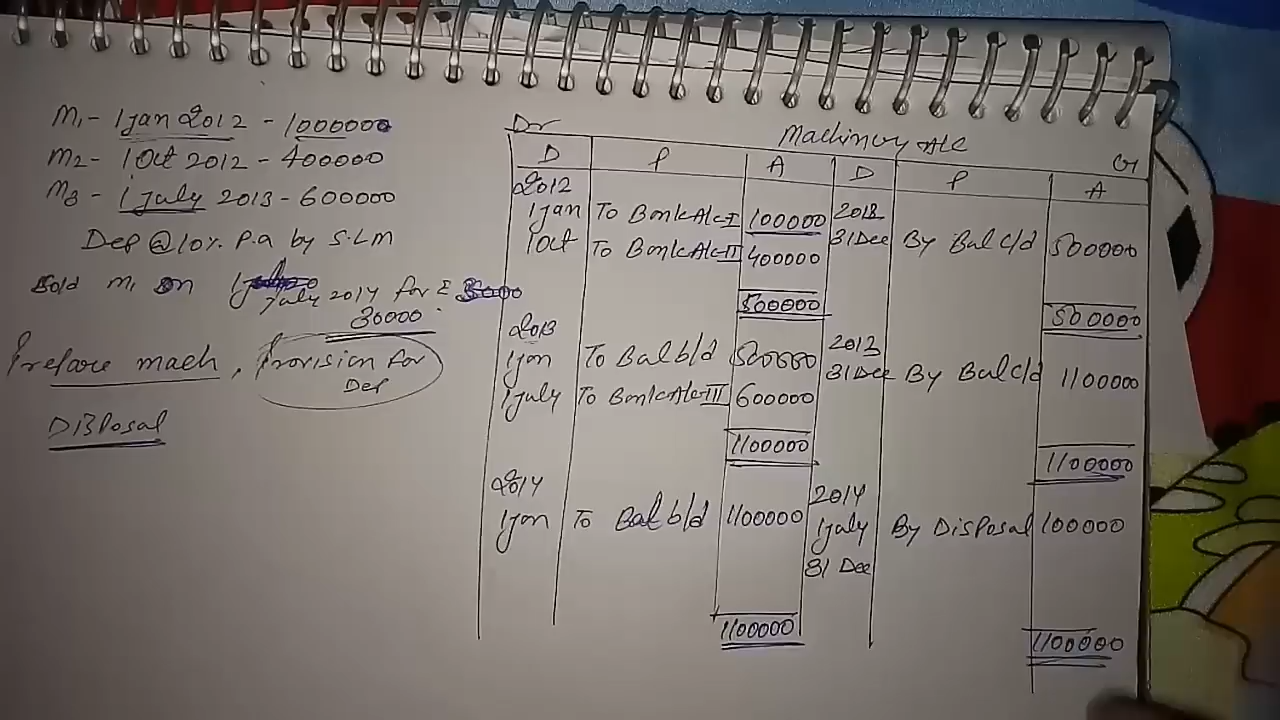 M1- 1 jan 2012 - 1000000
M2- 1 Oct 2012 - 400000
M3 - 1 july 2013 - 600000
Dep @ 10%. P.a by S.L.M
Sold M1 on 1 july 2014 for
30000
Prepare mach, Provision for Dep
Disposal
Dr Machinery A/c Cr
D P A D P A
2012
1 jan To Bank A/c I 100000 2012
31 Dec By Bal c/d 500000
1 Oct To Bank A/c II 400000
500000 500000
2013
1 jan To Bal b/d 500000 2013
31 Dec By Bal c/d 1100000
1 july To Bank A/c III 600000
1100000 1100000
2014 2014
1 jan To Bal b/d 1100000 1 july By Disposal 100000
31 Dec
1100000 1100000